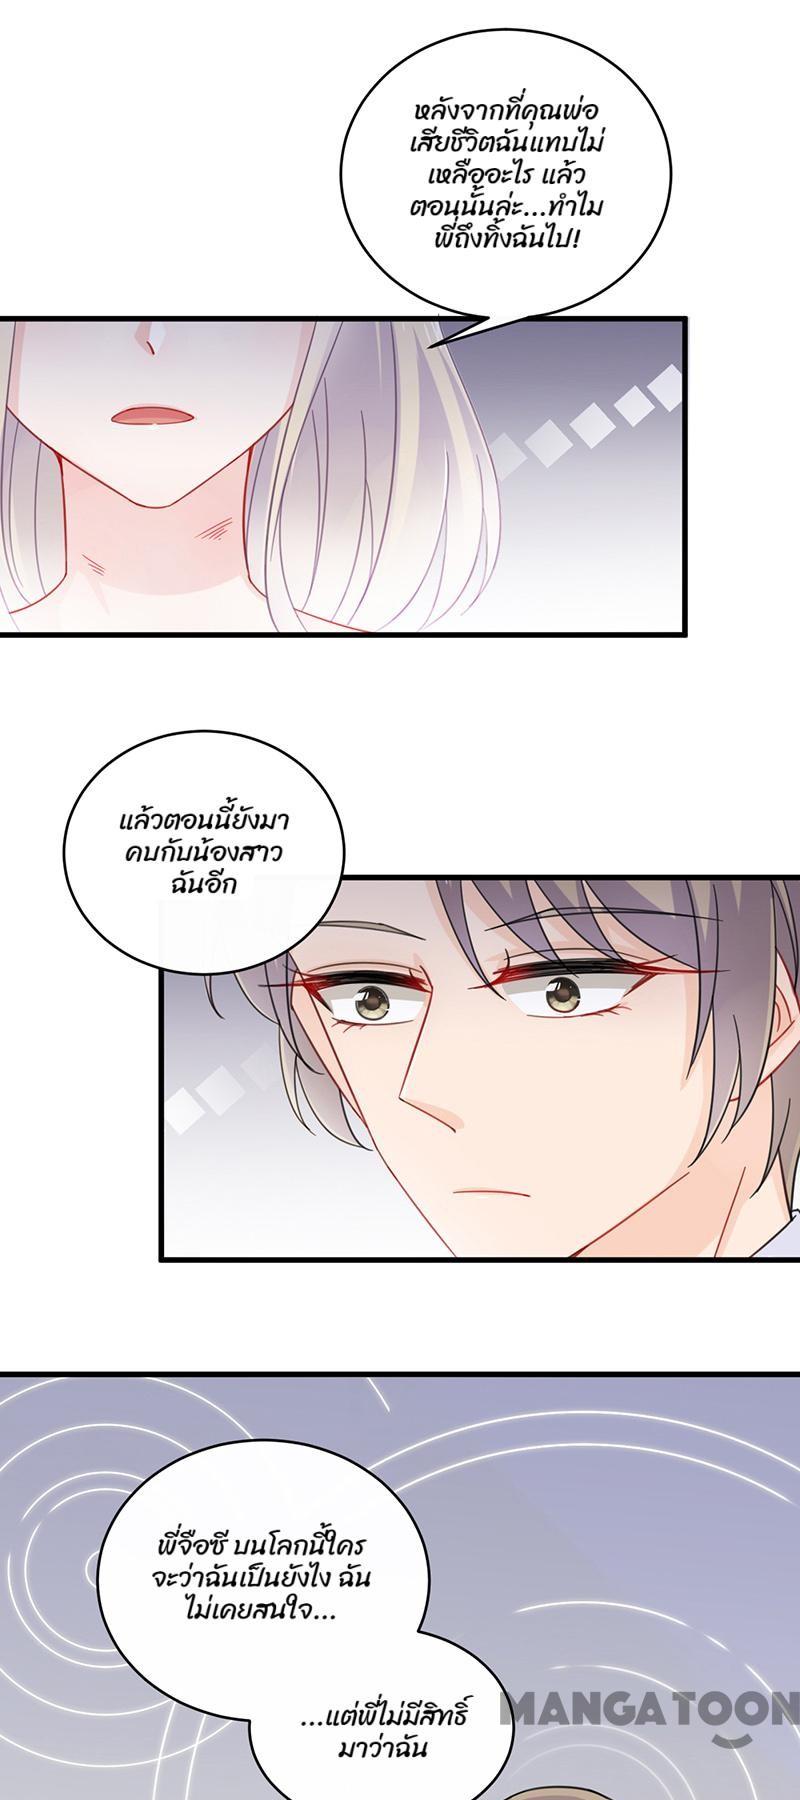 หลังจากที่คุณพ่อ
เสียชีวิตฉันแทบไม่
เหลืออะไร แล้ว
ตอนนั้นล่ะ...ทำไม
พี่ถึงทิ้งฉันไป!
แล้วตอนนี้ยังมา
คบกับน้องสาว
ฉันอีก
พี่จือซี บนโลกนี้ใคร
จะว่าฉันเป็นยังไง ฉัน
ไม่เคยสนใจ...
...แต่พี่ไม่มีสิทธิ์
มาว่าฉัน
MANGATOON